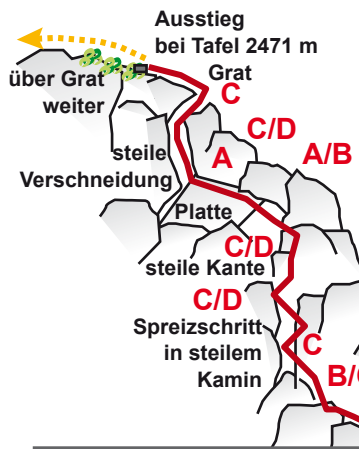 Ausstieg
bei Tafel 2471 m
Grat
über Grat
weiter
C
C/D
steile
Verschneidung
A
A/B
Platte
C/D
steile Kante
C/D
Spreizschritt
in steilem
Kamin
C
B/